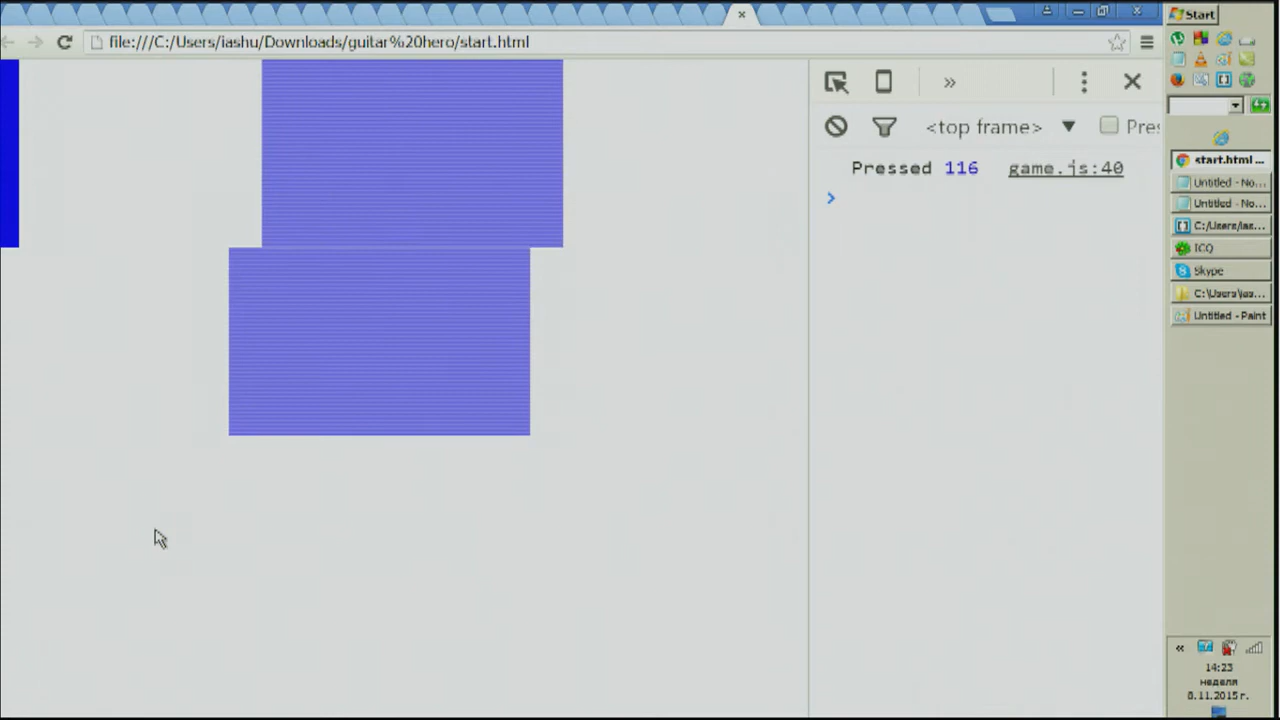 Start
file:///C:/Users/iashu/Downloads/guitar%20hero/start.html
<top frame>
Pres
Pressed 116 game.js:40
start.html ...
Untitled - No...
Untitled - No...
C:/Users/ias...
ICQ
Skype
C:\Users\ias...
Untitled - Paint
14:23
неделя
8.11.2015 г.